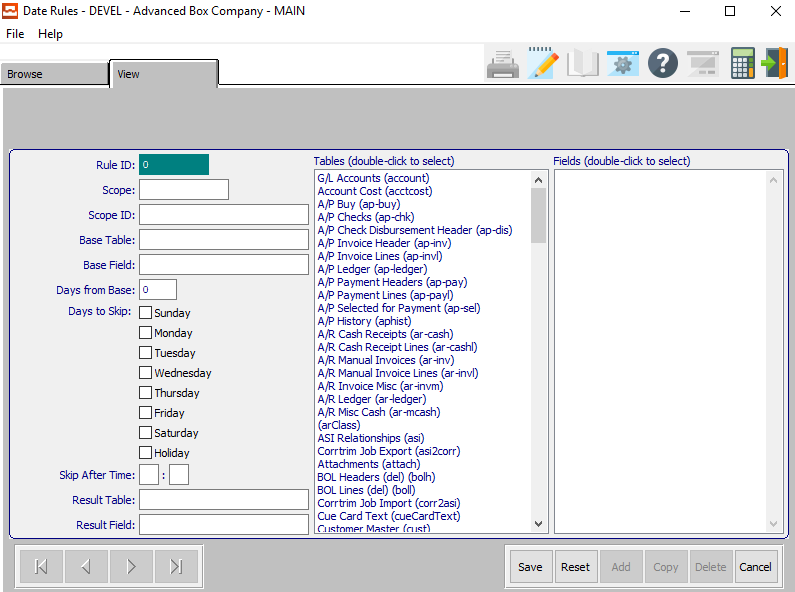 Date Rules - DEVEL - Advanced Box Company - MAIN
File Help
Browse
View
Rule ID: 0
Scope:
Scope ID:
Base Table:
Base Field:
Days from Base: 0
Days to Skip: Sunday
Monday
Tuesday
Wednesday
Thursday
Friday
Saturday
Holiday
Skip After Time: :
Result Table:
Result Field:
Tables (double-click to select)
G/L Accounts (account)
Account Cost (acctcost)
A/P Buy (ap-buy)
A/P Checks (ap-chk)
A/P Check Disbursement Header (ap-dis)
A/P Invoice Header (ap-inv)
A/P Invoice Lines (ap-invl)
A/P Ledger (ap-ledger)
A/P Payment Headers (ap-pay)
A/P Payment Lines (ap-payl)
A/P Selected for Payment (ap-sel)
A/P History (aphist)
A/R Cash Receipts (ar-cash)
A/R Cash Receipt Lines (ar-cashl)
A/R Manual Invoices (ar-inv)
A/R Manual Invoice Lines (ar-invl)
A/R Invoice Misc (ar-invm)
A/R Ledger (ar-ledger)
A/R Misc Cash (ar-mcash)
(arClass)
ASI Relationships (asi)
Corrtrim Job Export (asi2corr)
Attachments (attach)
BOL Headers (del) (bolh)
BOL Lines (del) (boll)
Corrtrim Job Import (corr2asi)
Cue Card Text (cueCardText)
Customer Master (cust)
Fields (double-click to select)
Save Reset Add Copy Delete Cancel